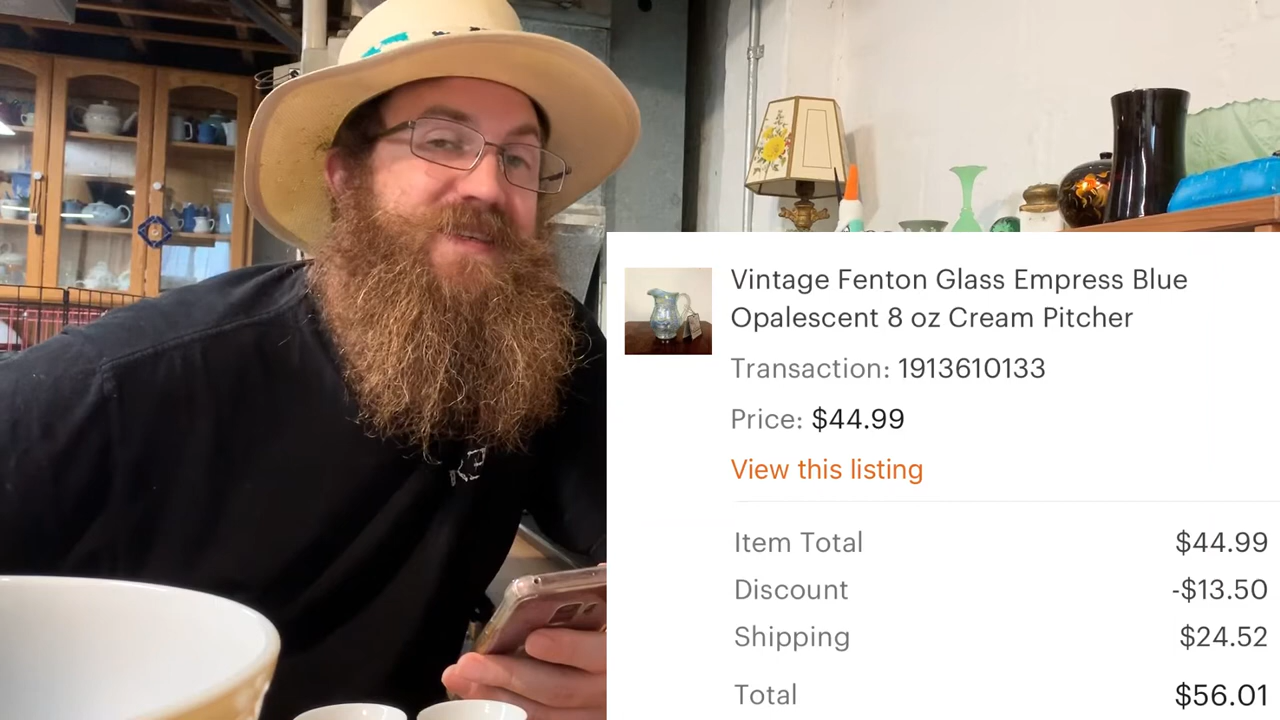 Vintage Fenton Glass Empress Blue
Opalescent 8 oz Cream Pitcher
Transaction: 1913610133
Price: $44.99
View this listing
Item Total $44.99
Discount -$13.50
Shipping $24.52
Total $56.01